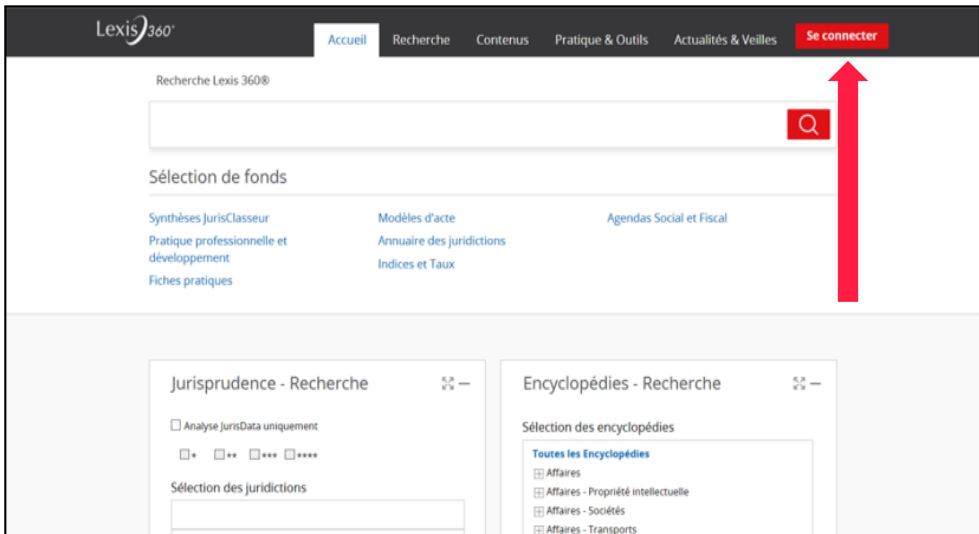 Lexis 360®
Accueil Recherche Contenus Pratique & Outils Actualités & Veilles Se connecter
Recherche Lexis 360®
Sélection de fonds
Synthèses JurisClasseur
Pratique professionnelle et
développement
Fiches pratiques
Modèles d'acte
Annuaire des juridictions
Indices et Taux
Agendas Social et Fiscal
Jurisprudence - Recherche
Analyse JurisData uniquement
* ** *** ****
Sélection des juridictions
Encyclopédies - Recherche
Sélection des encyclopédies
Toutes les Encyclopédies
Affaires
Affaires - Propriété intellectuelle
Affaires - Sociétés
Affaires - Transports